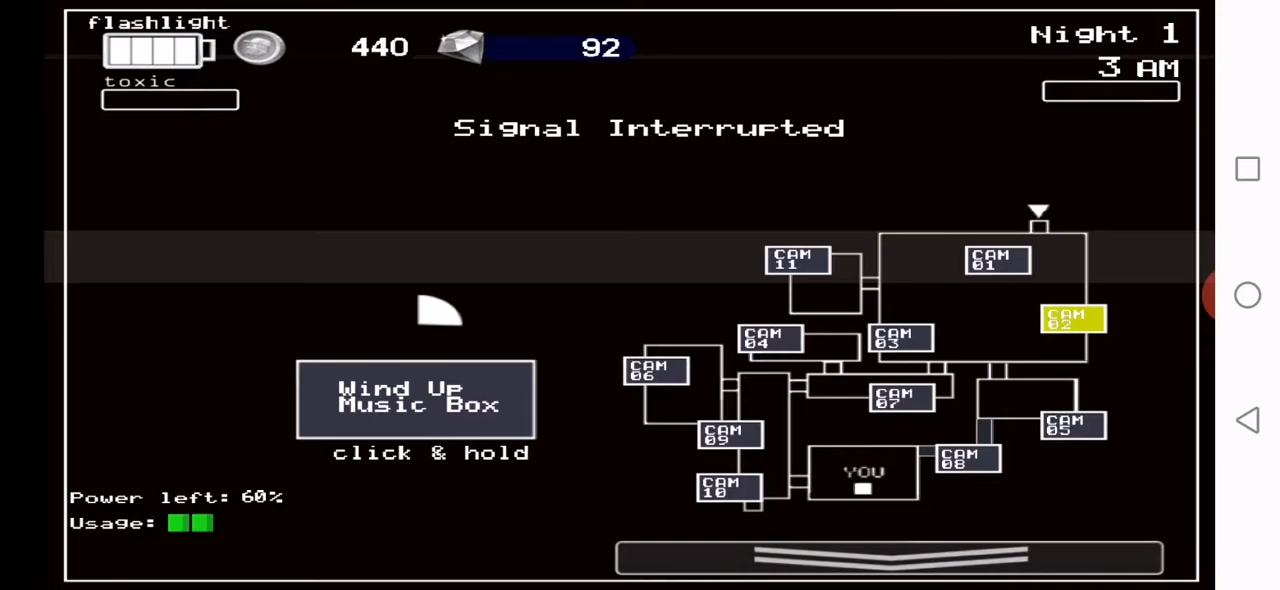 flashlight
440
92
Night 1
3 AM
toxic
Signal Interrupted
CAM
11
CAM
01
CAM
02
CAM
04
CAM
03
CAM
06
CAM
07
CAM
05
CAM
09
CAM
08
CAM
10
YOU
Wind Up
Music Box
click & hold
Power left: 60%
Usage: